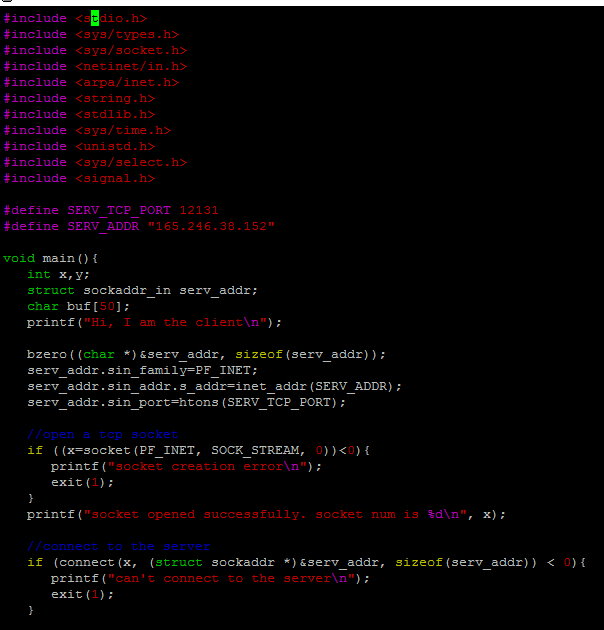 #include <stdio.h>
#include <sys/types.h>
#include <sys/socket.h>
#include <netinet/in.h>
#include <arpa/inet.h>
#include <string.h>
#include <stdlib.h>
#include <sys/time.h>
#include <unistd.h>
#include <sys/select.h>
#include <signal.h>

#define SERV_TCP_PORT 12131
#define SERV_ADDR "165.246.38.152"

void main(){
   int x,y;
   struct sockaddr_in serv_addr;
   char buf[50];
   printf("Hi, I am the client\n");

   bzero((char *)&serv_addr, sizeof(serv_addr));
   serv_addr.sin_family=PF_INET;
   serv_addr.sin_addr.s_addr=inet_addr(SERV_ADDR);
   serv_addr.sin_port=htons(SERV_TCP_PORT);

   //open a tcp socket
   if ((x=socket(PF_INET, SOCK_STREAM, 0))<0){
      printf("socket creation error\n");
      exit(1);
   }
   printf("socket opened successfully. socket num is %d\n", x);

   //connect to the server
   if (connect(x, (struct sockaddr *)&serv_addr, sizeof(serv_addr)) < 0){
      printf("can't connect to the server\n");
      exit(1);
   }